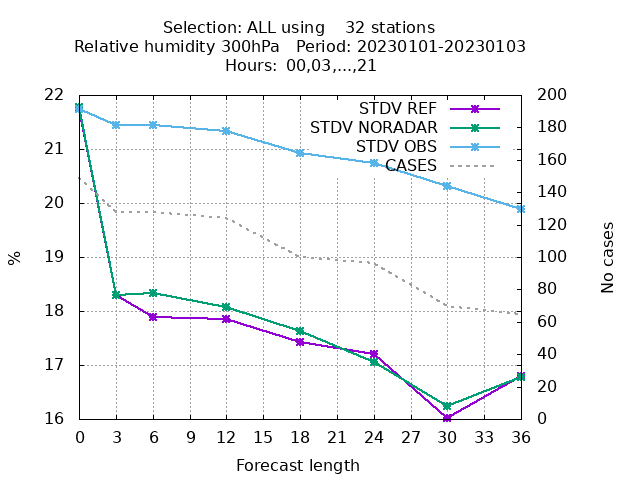 Selection: ALL using    32 stations
Relative humidity 300hPa   Period: 20230101-20230103
Hours: 00,03,...,21
22
21
20
19
18
17
16
%
STDV REF
STDV NORADAR
STDV OBS
CASES
200
180
160
140
120
100
80
60
40
20
0
No cases
0 3 6 9 12 15 18 21 24 27 30 33 36
Forecast length